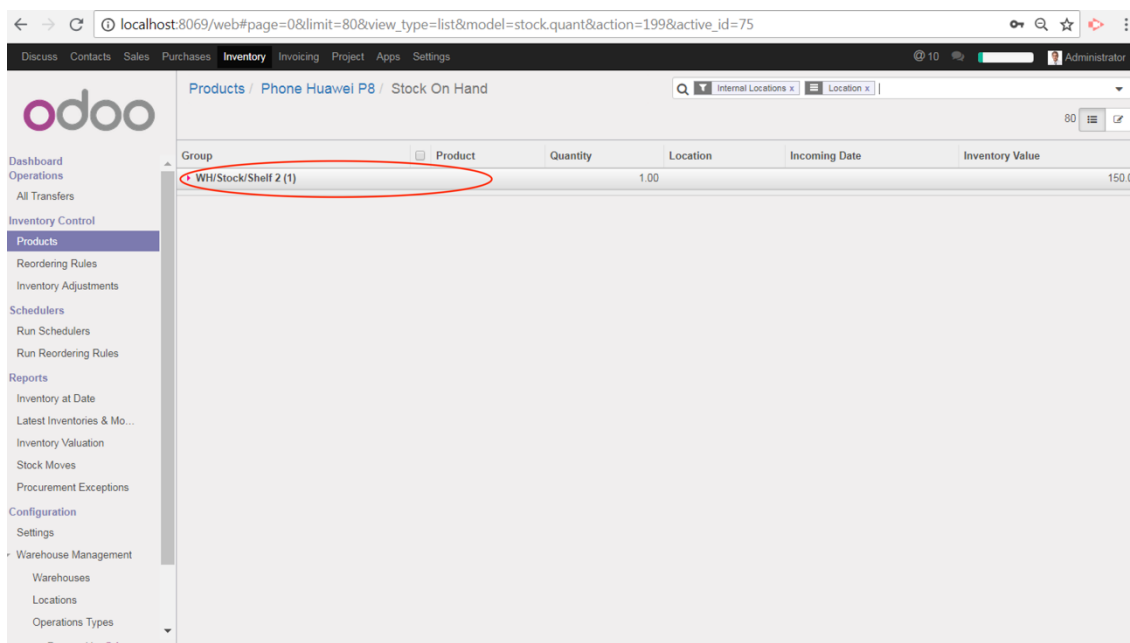 localhost:8069/web#page=0&limit=80&view_type=list&model=stock.quant&action=199&active_id=75
Discuss Contacts Sales Purchases Inventory Invoicing Project Apps Settings @ 10 Administrator
odoo
Products / Phone Huawei P8 / Stock On Hand
Internal Locations x Location x
80
Dashboard
Operations
All Transfers
Inventory Control
Products
Reordering Rules
Inventory Adjustments
Schedulers
Run Schedulers
Run Reordering Rules
Reports
Inventory at Date
Latest Inventories & Mo...
Inventory Valuation
Stock Moves
Procurement Exceptions
Configuration
Settings
Warehouse Management
Warehouses
Locations
Operations Types
Group Product Quantity Location Incoming Date Inventory Value
WH/Stock/Shelf 2 (1) 1.00 150.0